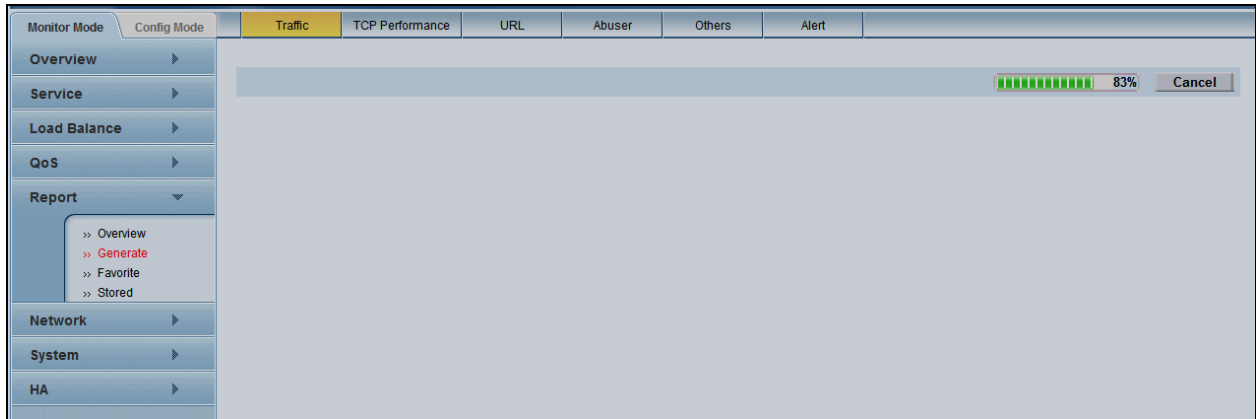 Monitor Mode Config Mode Traffic TCP Performance URL Abuser Others Alert
Overview
83% Cancel
Service
Load Balance
QoS
Report
›› Overview
›› Generate
›› Favorite
›› Stored
Network
System
HA